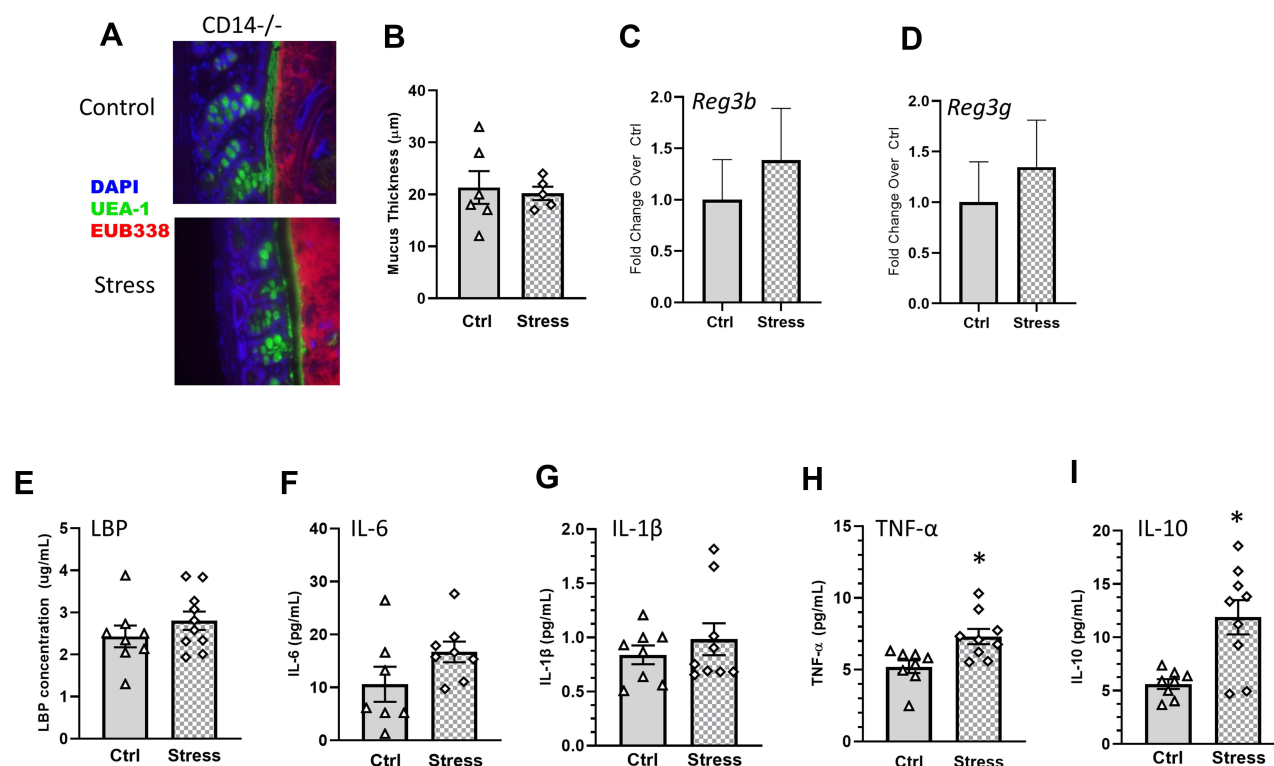 A
CD14-/-
Control
DAPI
UEA-1
EUB338
Stress
B
Mucus Thickness (μm)
40
30
20
10
0
Ctrl Stress
C
Reg3b
Fold Change Over Ctrl
2.0
1.5
1.0
0.5
0.0
Ctrl Stress
D
Reg3g
Fold Change Over Ctrl
2.0
1.5
1.0
0.5
0.0
Ctrl Stress
E
LBP
LBP concentration (ug/mL)
5
4
3
2
1
0
Ctrl Stress
F
IL-6
IL-6 (pg/mL)
40
30
20
10
0
Ctrl Stress
G
IL-1β
IL-1β (pg/mL)
2.0
1.5
1.0
0.5
0.0
Ctrl Stress
H
TNF-α
*
TNF-α (pg/mL)
15
10
5
0
Ctrl Stress
I
IL-10
*
IL-10 (pg/mL)
20
15
10
5
0
Ctrl Stress